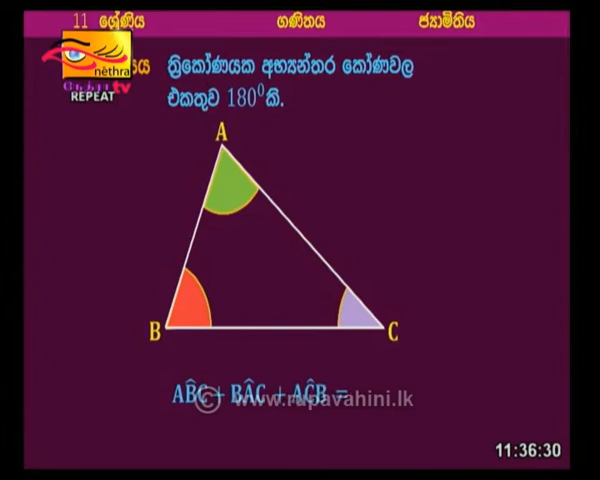 11 ශ්‍රේණිය ගණිතය ජ්‍යාමිතිය
nethra
நேத்ரா tv
REPEAT
ත්‍රිකෝණයක අභ්‍යන්තර කෝණවල
එකතුව 180⁰කි.
A
B
C
AB̂C + BÂC + AĈB =
© www.rupavahini.lk
11:36:30